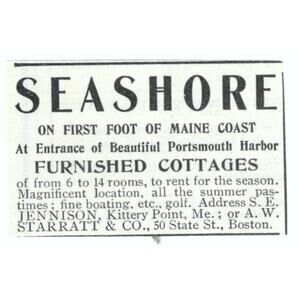 SEASHORE
ON FIRST FOOT OF MAINE COAST
At Entrance of Beautiful Portsmouth Harbor
FURNISHED COTTAGES
of from 6 to 14 rooms, to rent for the season.
Magnificent location, all the summer pas-
times; fine boating, etc., golf. Address S. E.
JENNISON, Kittery Point, Me.; or A. W.
STARRATT & CO., 50 State St., Boston.